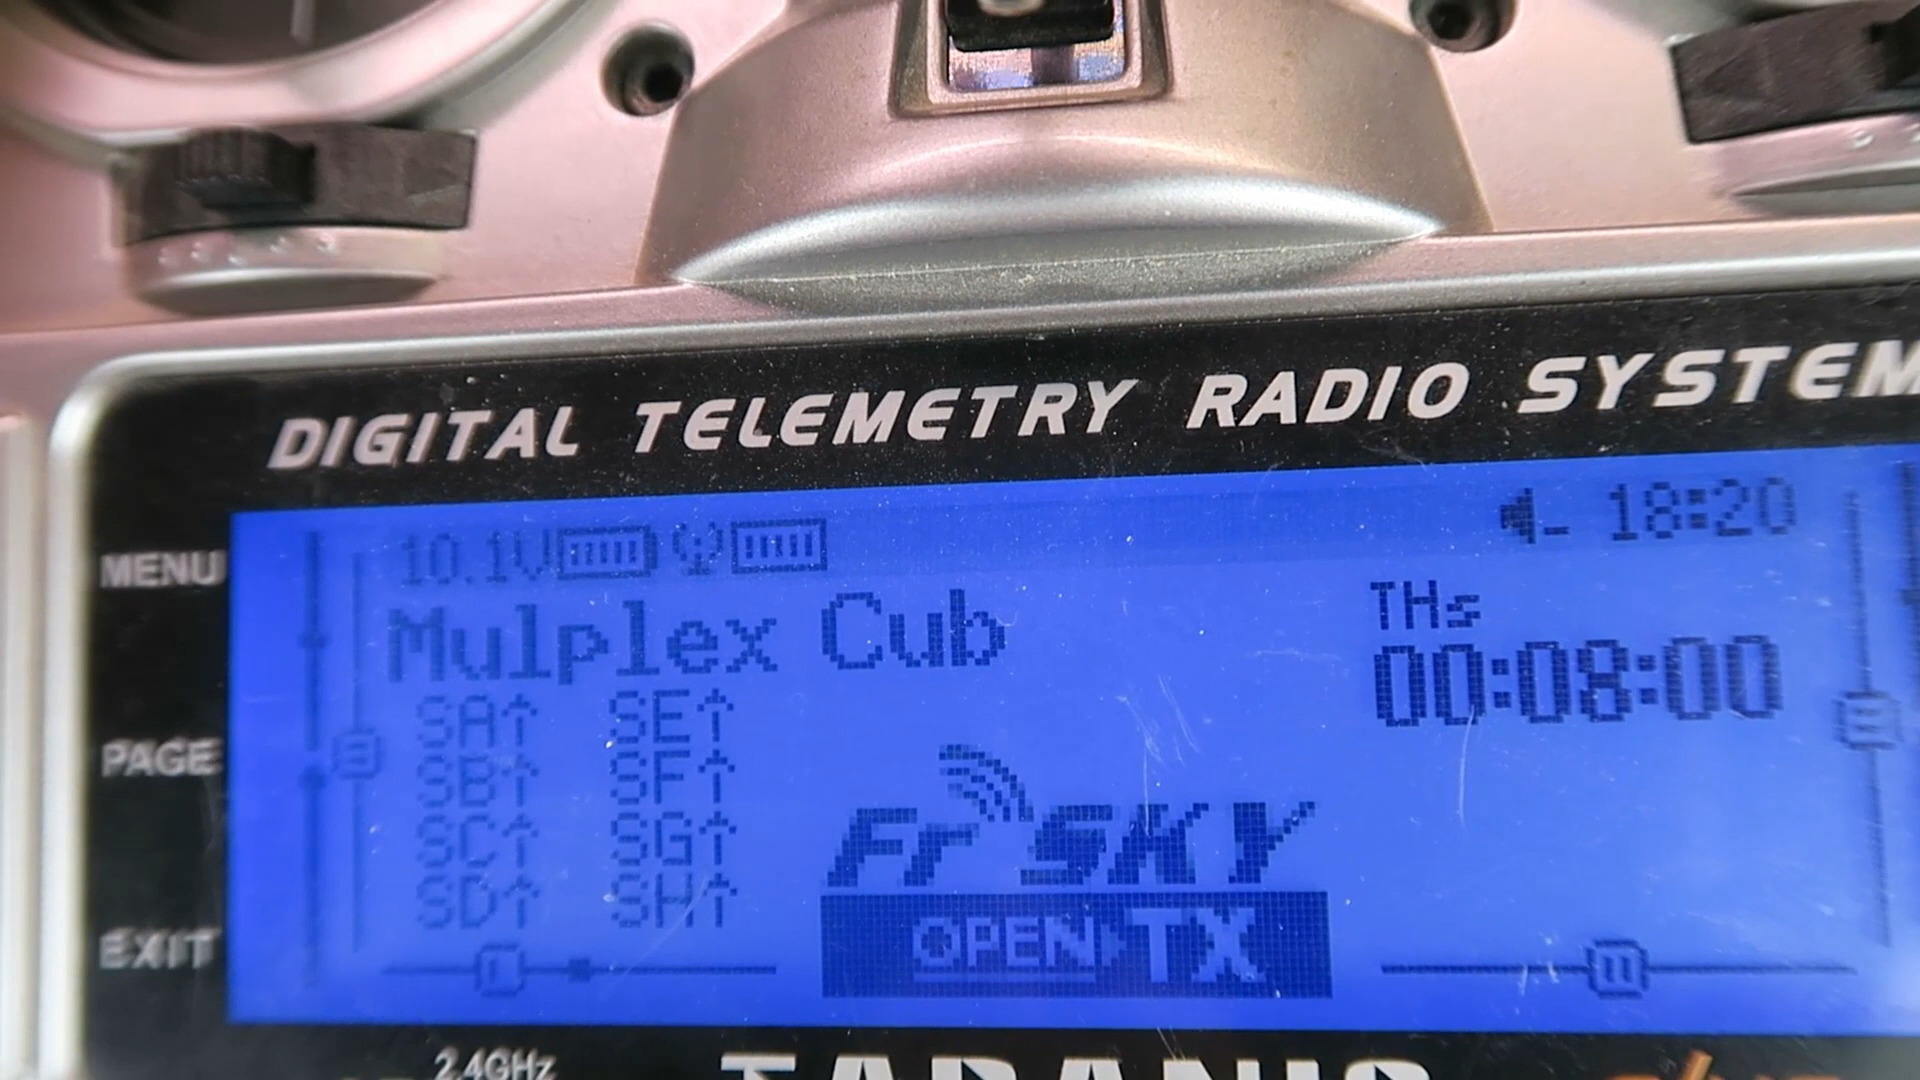 DIGITAL TELEMETRY RADIO SYSTEM
MENU
PAGE
EXIT
10.1V
18:20
Mulplex Cub
THs
00:08:00
SA↑ SE↑
SB↑ SF↑
SC↑ SG↑
SD↑ SH↑
FrSKY
OPEN TX
2.4GHz
TARANIS